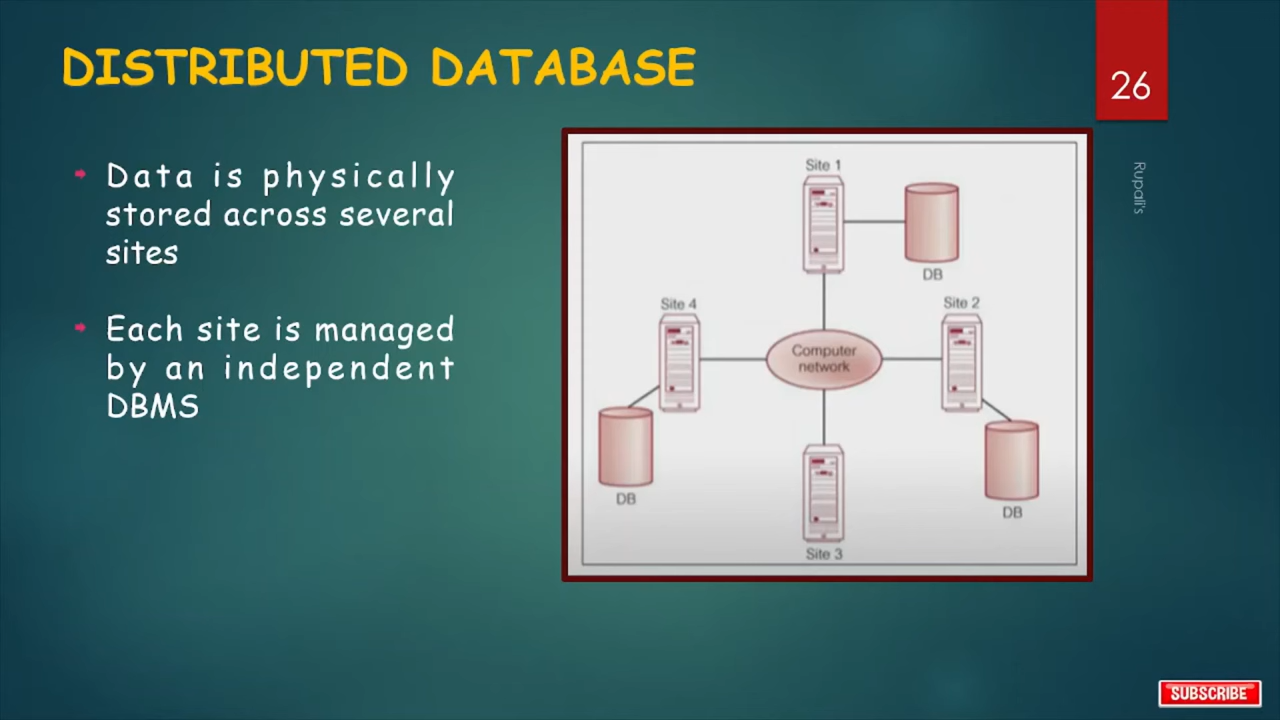 DISTRIBUTED DATABASE
26
Data is physically
stored across several
sites
Each site is managed
by an independent
DBMS
Site 1
DB
Site 4
Site 2
Computer
network
DB
DB
Site 3
Rupali's
SUBSCRIBE